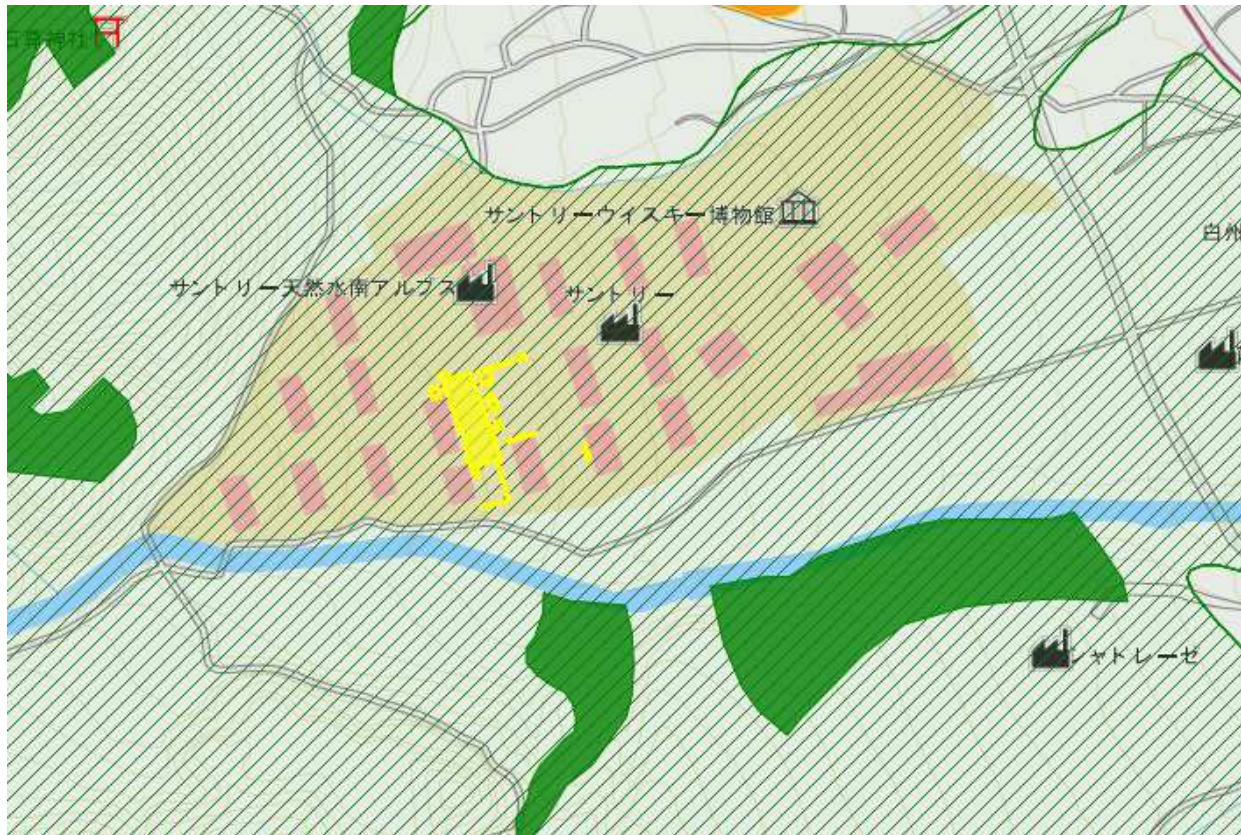 サントリーウイスキー博物館
サントリー天然水南アルプス
サントリー
白州
シャトレーゼ